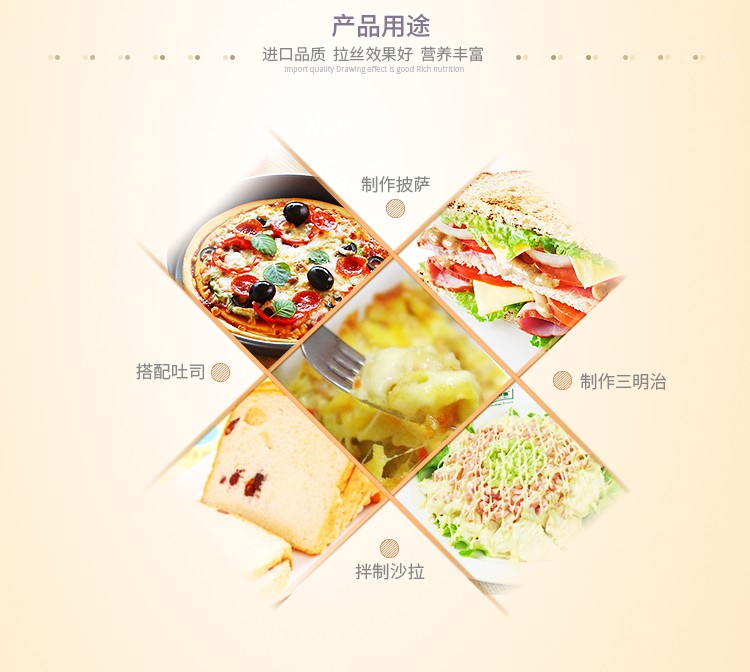 产品用途
进口品质 拉丝效果好 营养丰富
Import quality Drawing effect is good Rich nutrition
制作披萨
搭配吐司
制作三明治
拌制沙拉